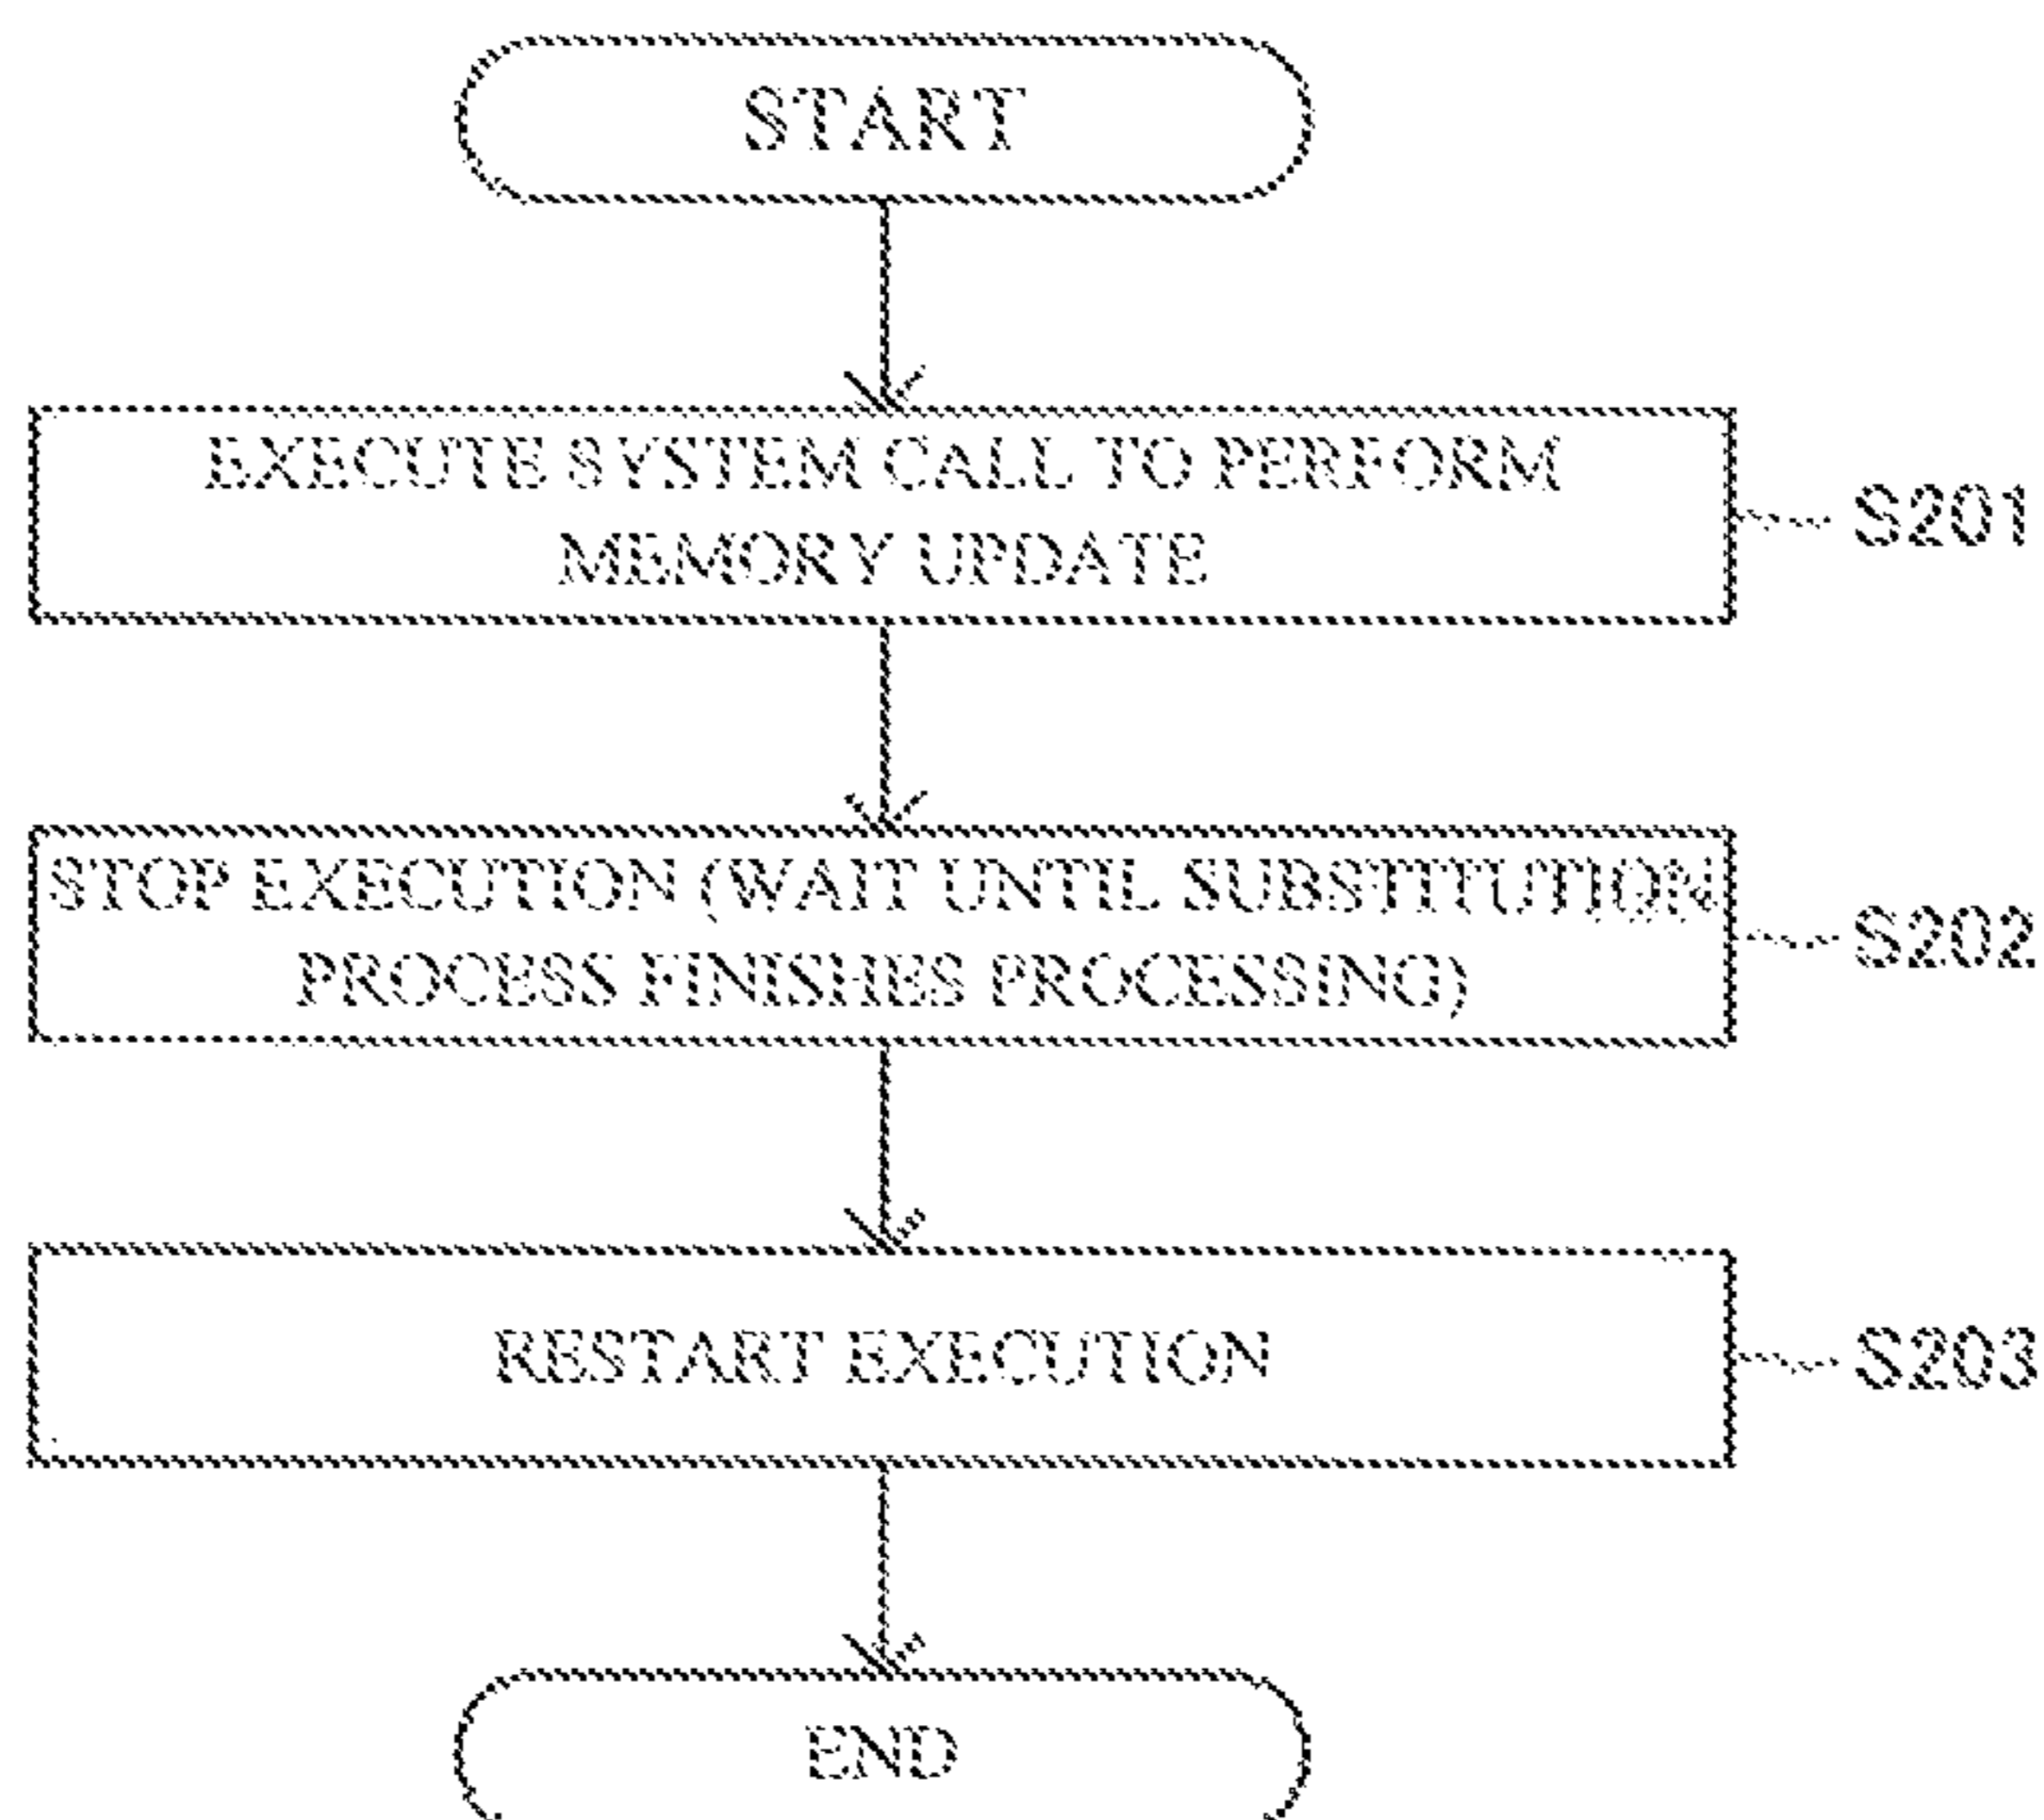 START
EXECUTE SYSTEM CALL TO PERFORM
MEMORY UPDATE
S201
STOP EXECUTION (WAIT UNTIL SUBSTITUTION
PROCESS FINISHES PROCESSING)
S202
RESTART EXECUTION
S203
END